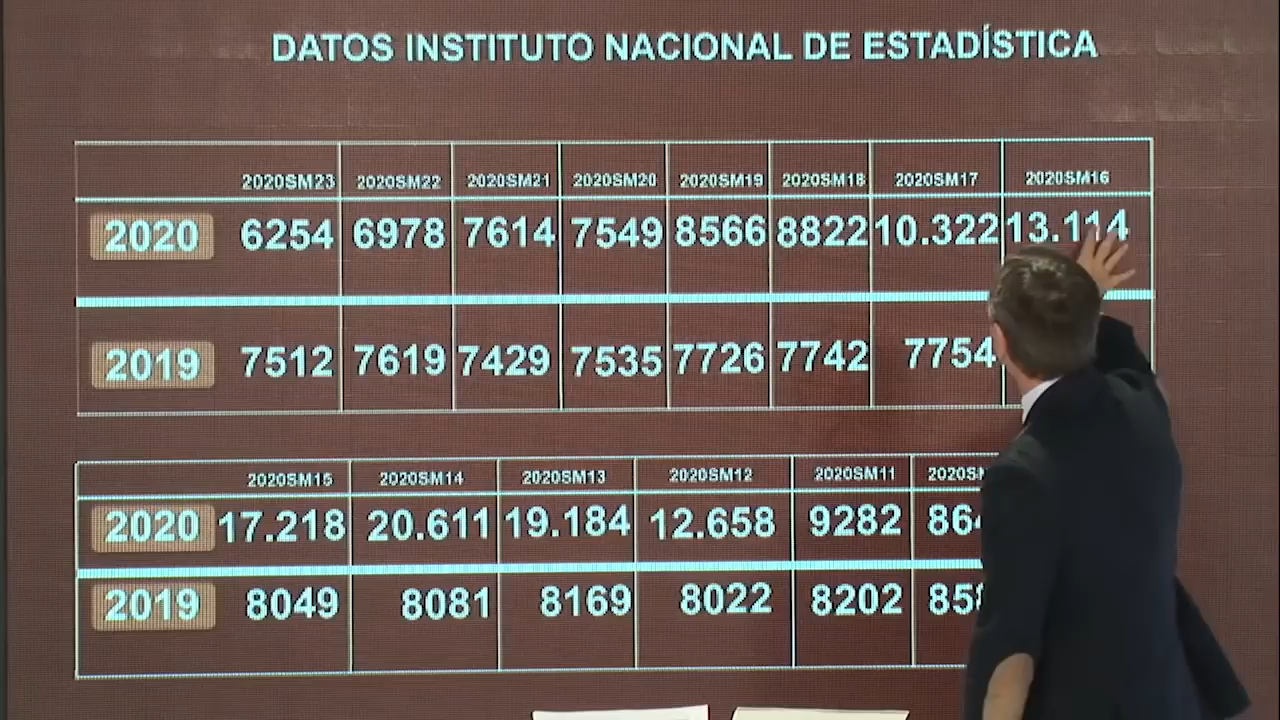 DATOS INSTITUTO NACIONAL DE ESTADÍSTICA
2020SM23 2020SM22 2020SM21 2020SM20 2020SM19 2020SM18 2020SM17 2020SM16
2020 6254 6978 7614 7549 8566 8822 10.322 13.114
2019 7512 7619 7429 7535 7726 7742 7754
2020SM15 2020SM14 2020SM13 2020SM12 2020SM11
2020 17.218 20.611 19.184 12.658 9282
2019 8049 8081 8169 8022 8202